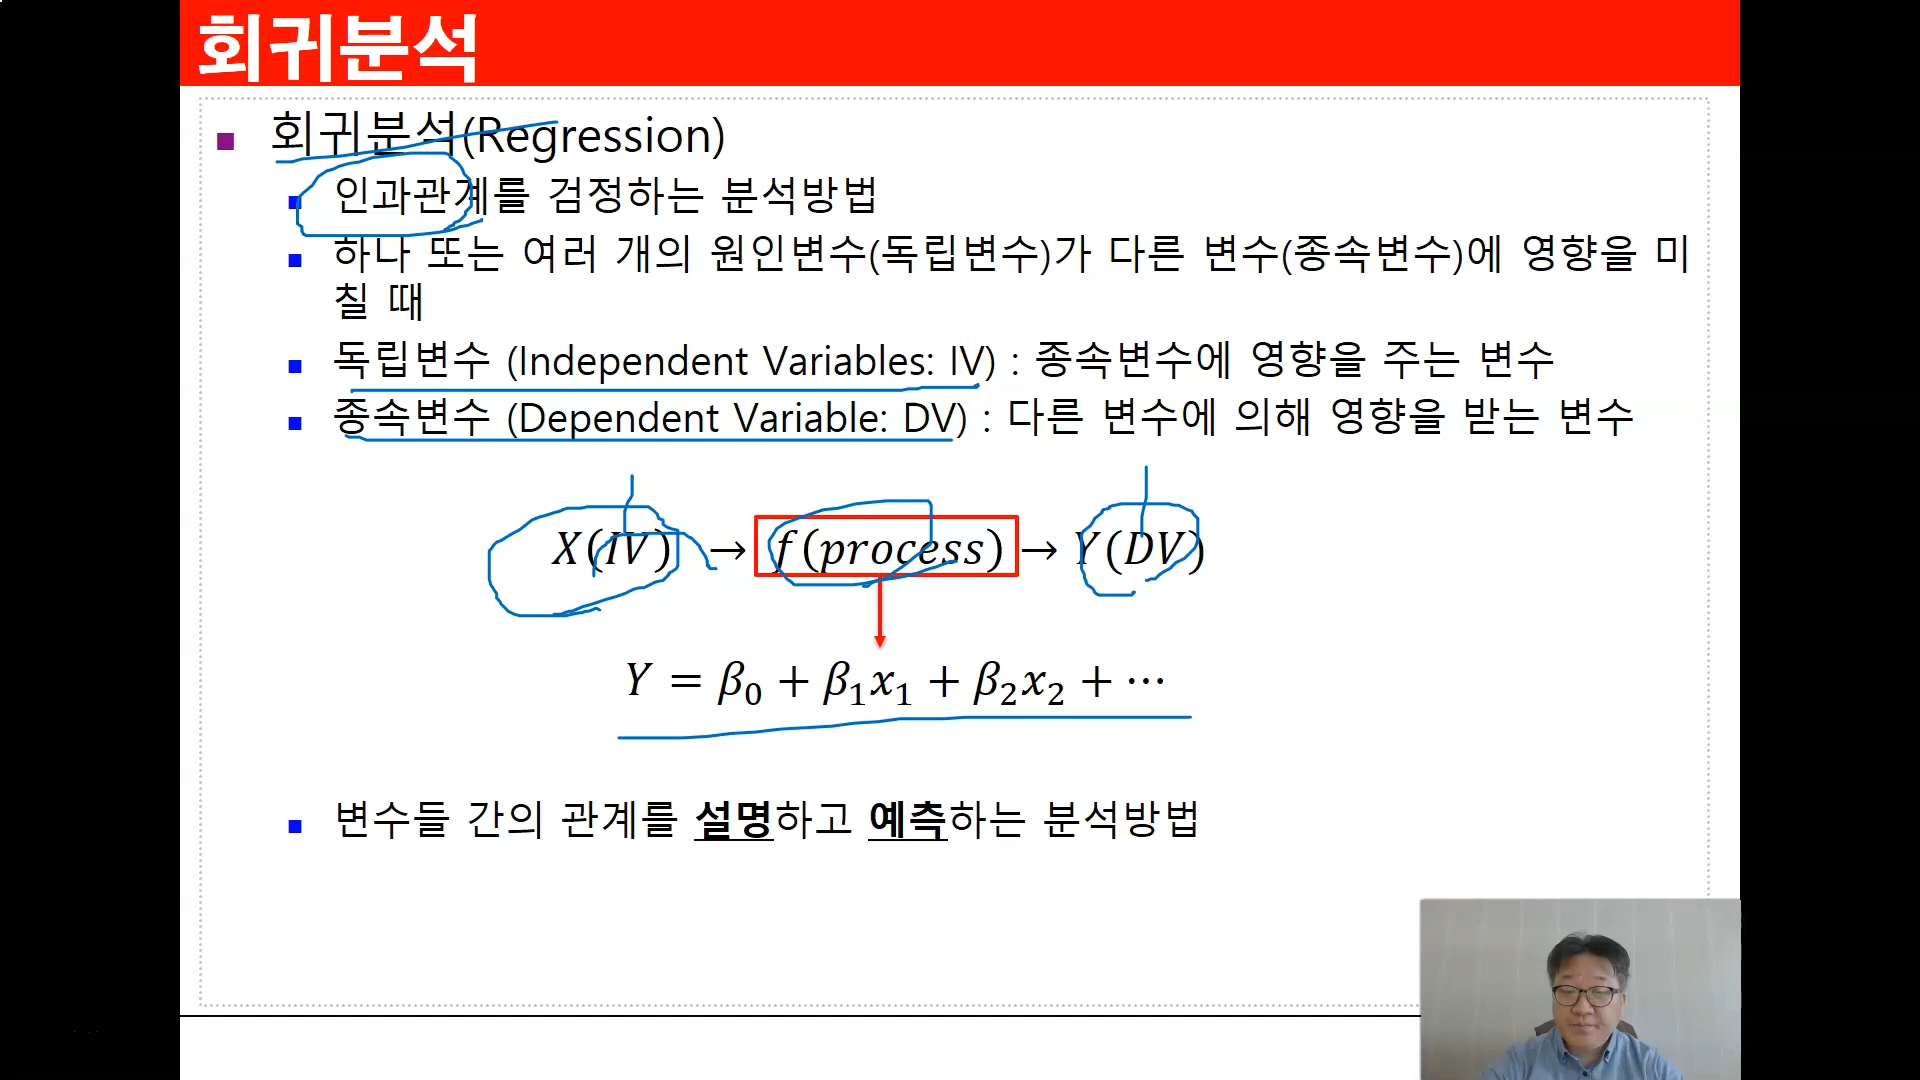 회귀분석
회귀분석(Regression)
인과관계를 검정하는 분석방법
하나 또는 여러 개의 원인변수(독립변수)가 다른 변수(종속변수)에 영향을 미
칠 때
독립변수 (Independent Variables: IV) : 종속변수에 영향을 주는 변수
종속변수 (Dependent Variable: DV) : 다른 변수에 의해 영향을 받는 변수
X(IV) → f(process) → Y(DV)
Y = β₀ + β₁x₁ + β₂x₂ + ⋯
변수들 간의 관계를 설명하고 예측하는 분석방법